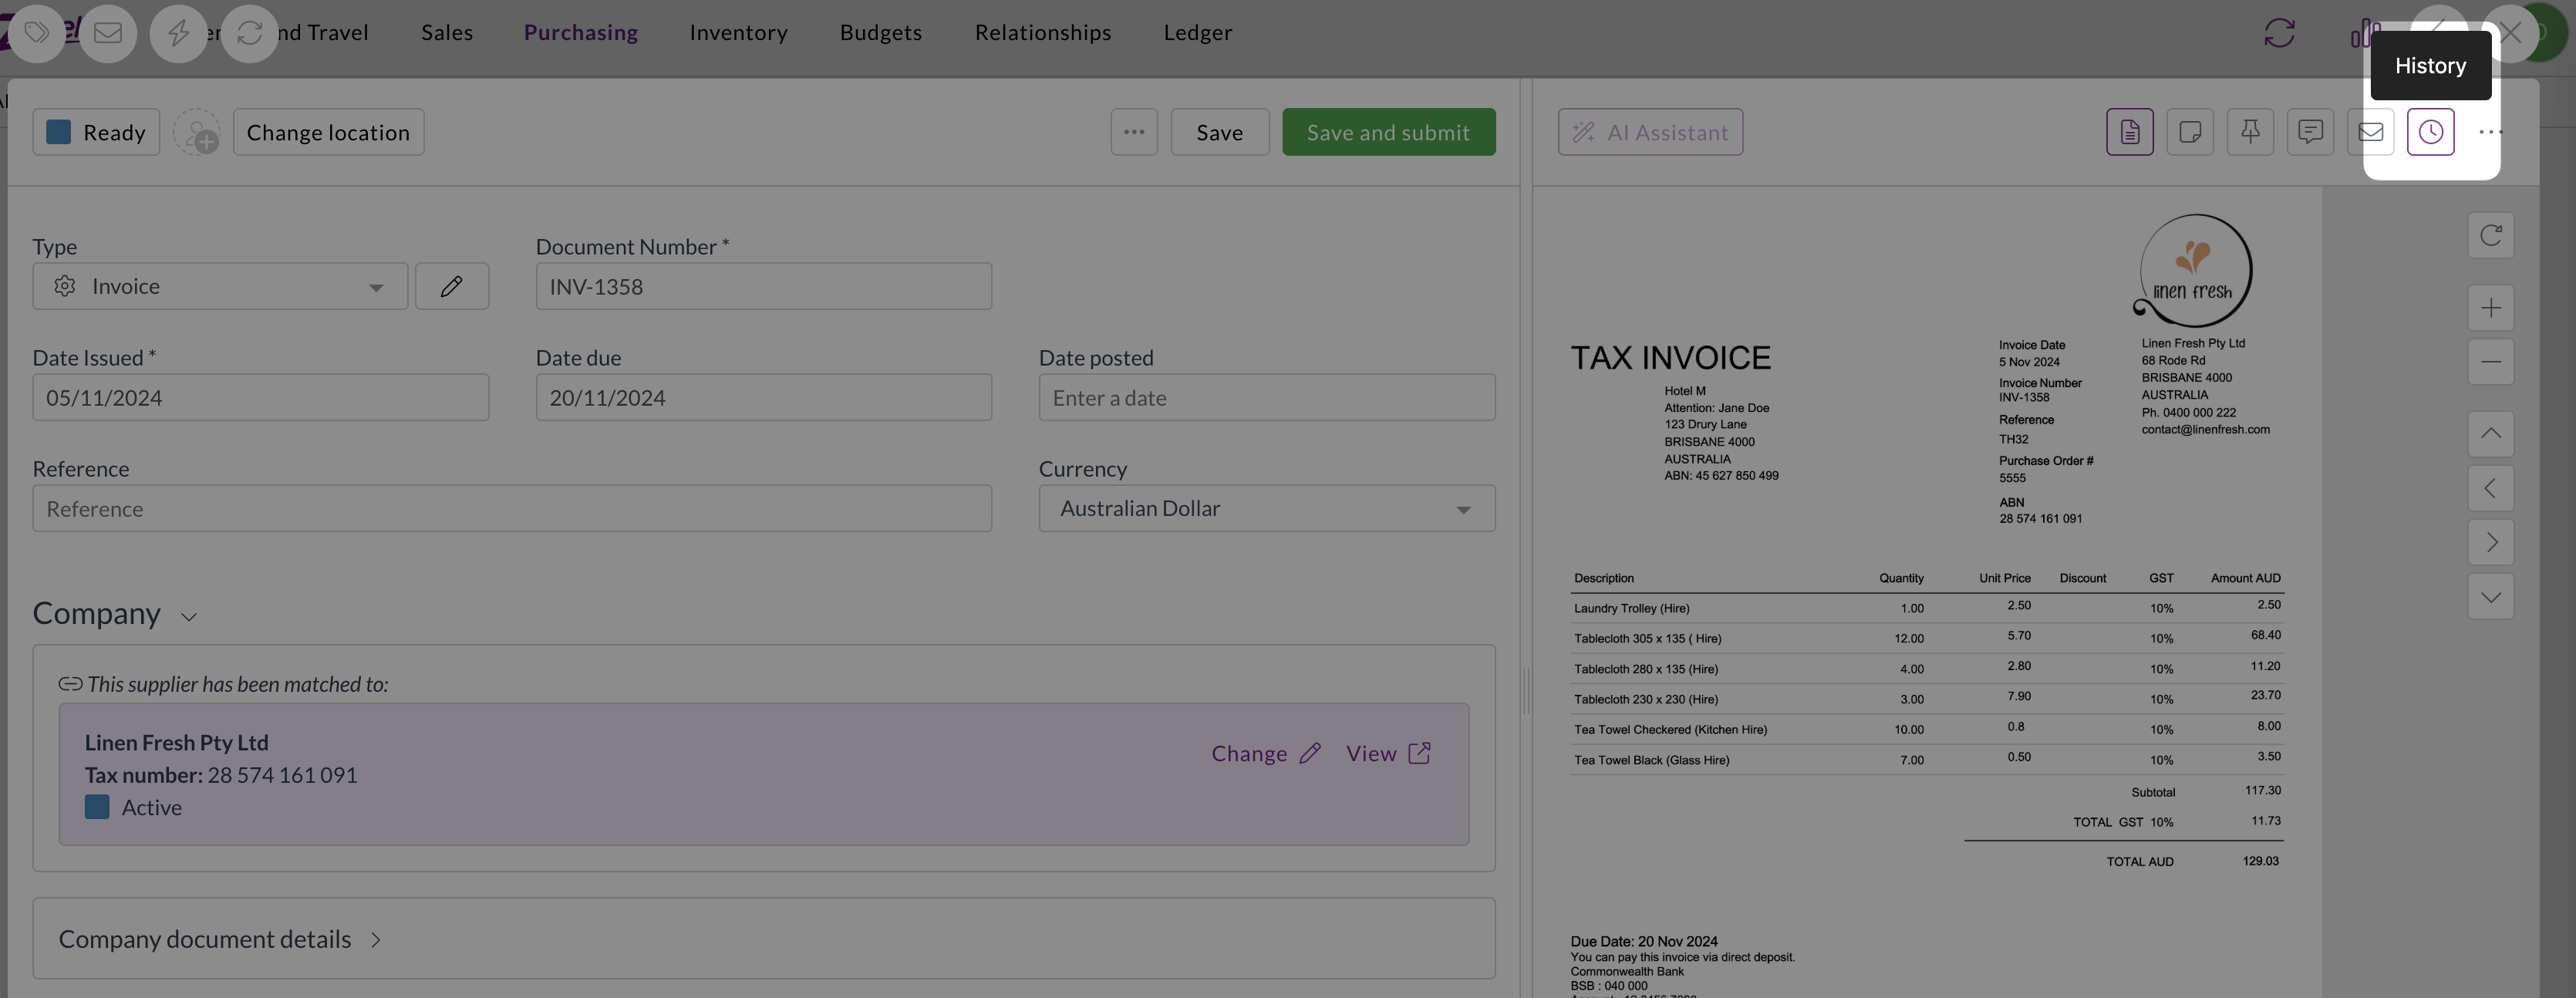 nd Travel
Sales
Purchasing
Inventory
Budgets
Relationships
Ledger
History
Ready
Change location
Save
Save and submit
AI Assistant
Type
Document Number *
Invoice
INV-1358
Date Issued *
Date due
Date posted
05/11/2024
20/11/2024
Enter a date
Reference
Currency
Reference
Australian Dollar
Company
This supplier has been matched to:
Linen Fresh Pty Ltd
Tax number: 28 574 161 091
Active
Change
View
Company document details
linen fresh
TAX INVOICE
Hotel M
Attention: Jane Doe
123 Drury Lane
BRISBANE 4000
AUSTRALIA
ABN: 45 627 850 499
Invoice Date
5 Nov 2024
Invoice Number
INV-1358
Reference
TH32
Purchase Order #
5555
ABN
28 574 161 091
Linen Fresh Pty Ltd
68 Rode Rd
BRISBANE 4000
AUSTRALIA
Ph. 0400 000 222
contact@linenfresh.com
Description Quantity Unit Price Discount GST Amount AUD
Laundry Trolley (Hire) 1.00 2.50 10% 2.50
Tablecloth 305 x 135 ( Hire) 12.00 5.70 10% 68.40
Tablecloth 280 x 135 (Hire) 4.00 2.80 10% 11.20
Tablecloth 230 x 230 (Hire) 3.00 7.90 10% 23.70
Tea Towel Checkered (Kitchen Hire) 10.00 0.8 10% 8.00
Tea Towel Black (Glass Hire) 7.00 0.50 10% 3.50
Subtotal 117.30
TOTAL GST 10% 11.73
TOTAL AUD 129.03
Due Date: 20 Nov 2024
You can pay this invoice via direct deposit.
Commonwealth Bank
BSB : 040 000